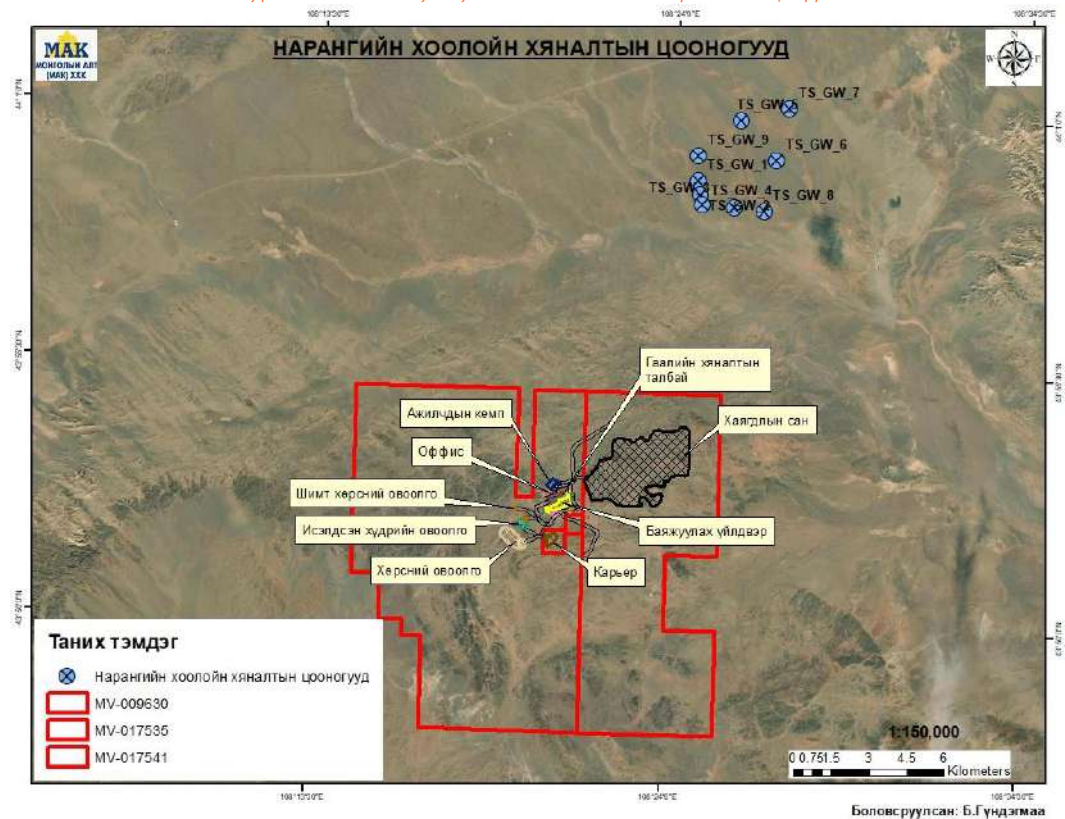 МАК
МОНГОЛЫН АЛТ
(МАК) ХХК
НАРАНГИЙН ХООЛОЙН ХЯНАЛТЫН ЦООНОГУУД
N
W
E
TS_GW_7
TS_GW_9
TS_GW_6
TS_GW_1
TS_GW_4
TS_GW_8
Гвалийн хяналтын
талбай
Ажилчдын кемп
Хаягдлын сан
Оффис
Шимт хөрсний овоолго
Исэлдсэн хүдрийн овоолго
Баяжуулах үйлдвэр
Хөрсний овоолго
Карьер
Таних тэмдэг
Нарангийн хоолойн хяналтын цооногууд
MV-009630
MV-017535
MV-017541
1:150,000
0 0.75 1.5 3 4.5 6
Kilometers
Боловсруулсан: Б.Гүндэгмаа